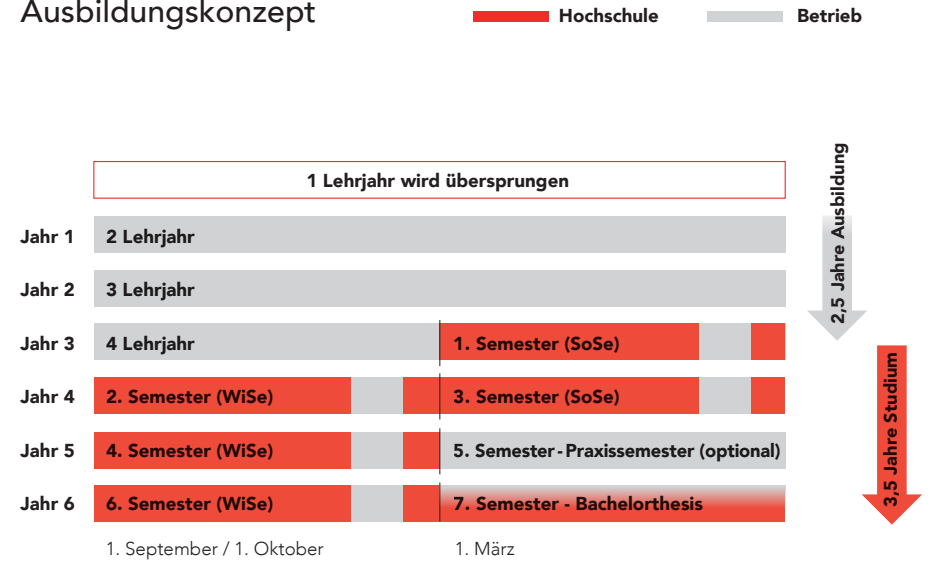 Ausbildungskonzept
Hochschule
Betrieb
1 Lehrjahr wird übersprungen
Jahr 1
2 Lehrjahr
Jahr 2
3 Lehrjahr
Jahr 3
4 Lehrjahr
1. Semester (SoSe)
Jahr 4
2. Semester (WiSe)
3. Semester (SoSe)
Jahr 5
4. Semester (WiSe)
5. Semester - Praxissemester (optional)
Jahr 6
6. Semester (WiSe)
7. Semester - Bachelorthesis
1. September / 1. Oktober
1. März
2,5 Jahre Ausbildung
3,5 Jahre Studium